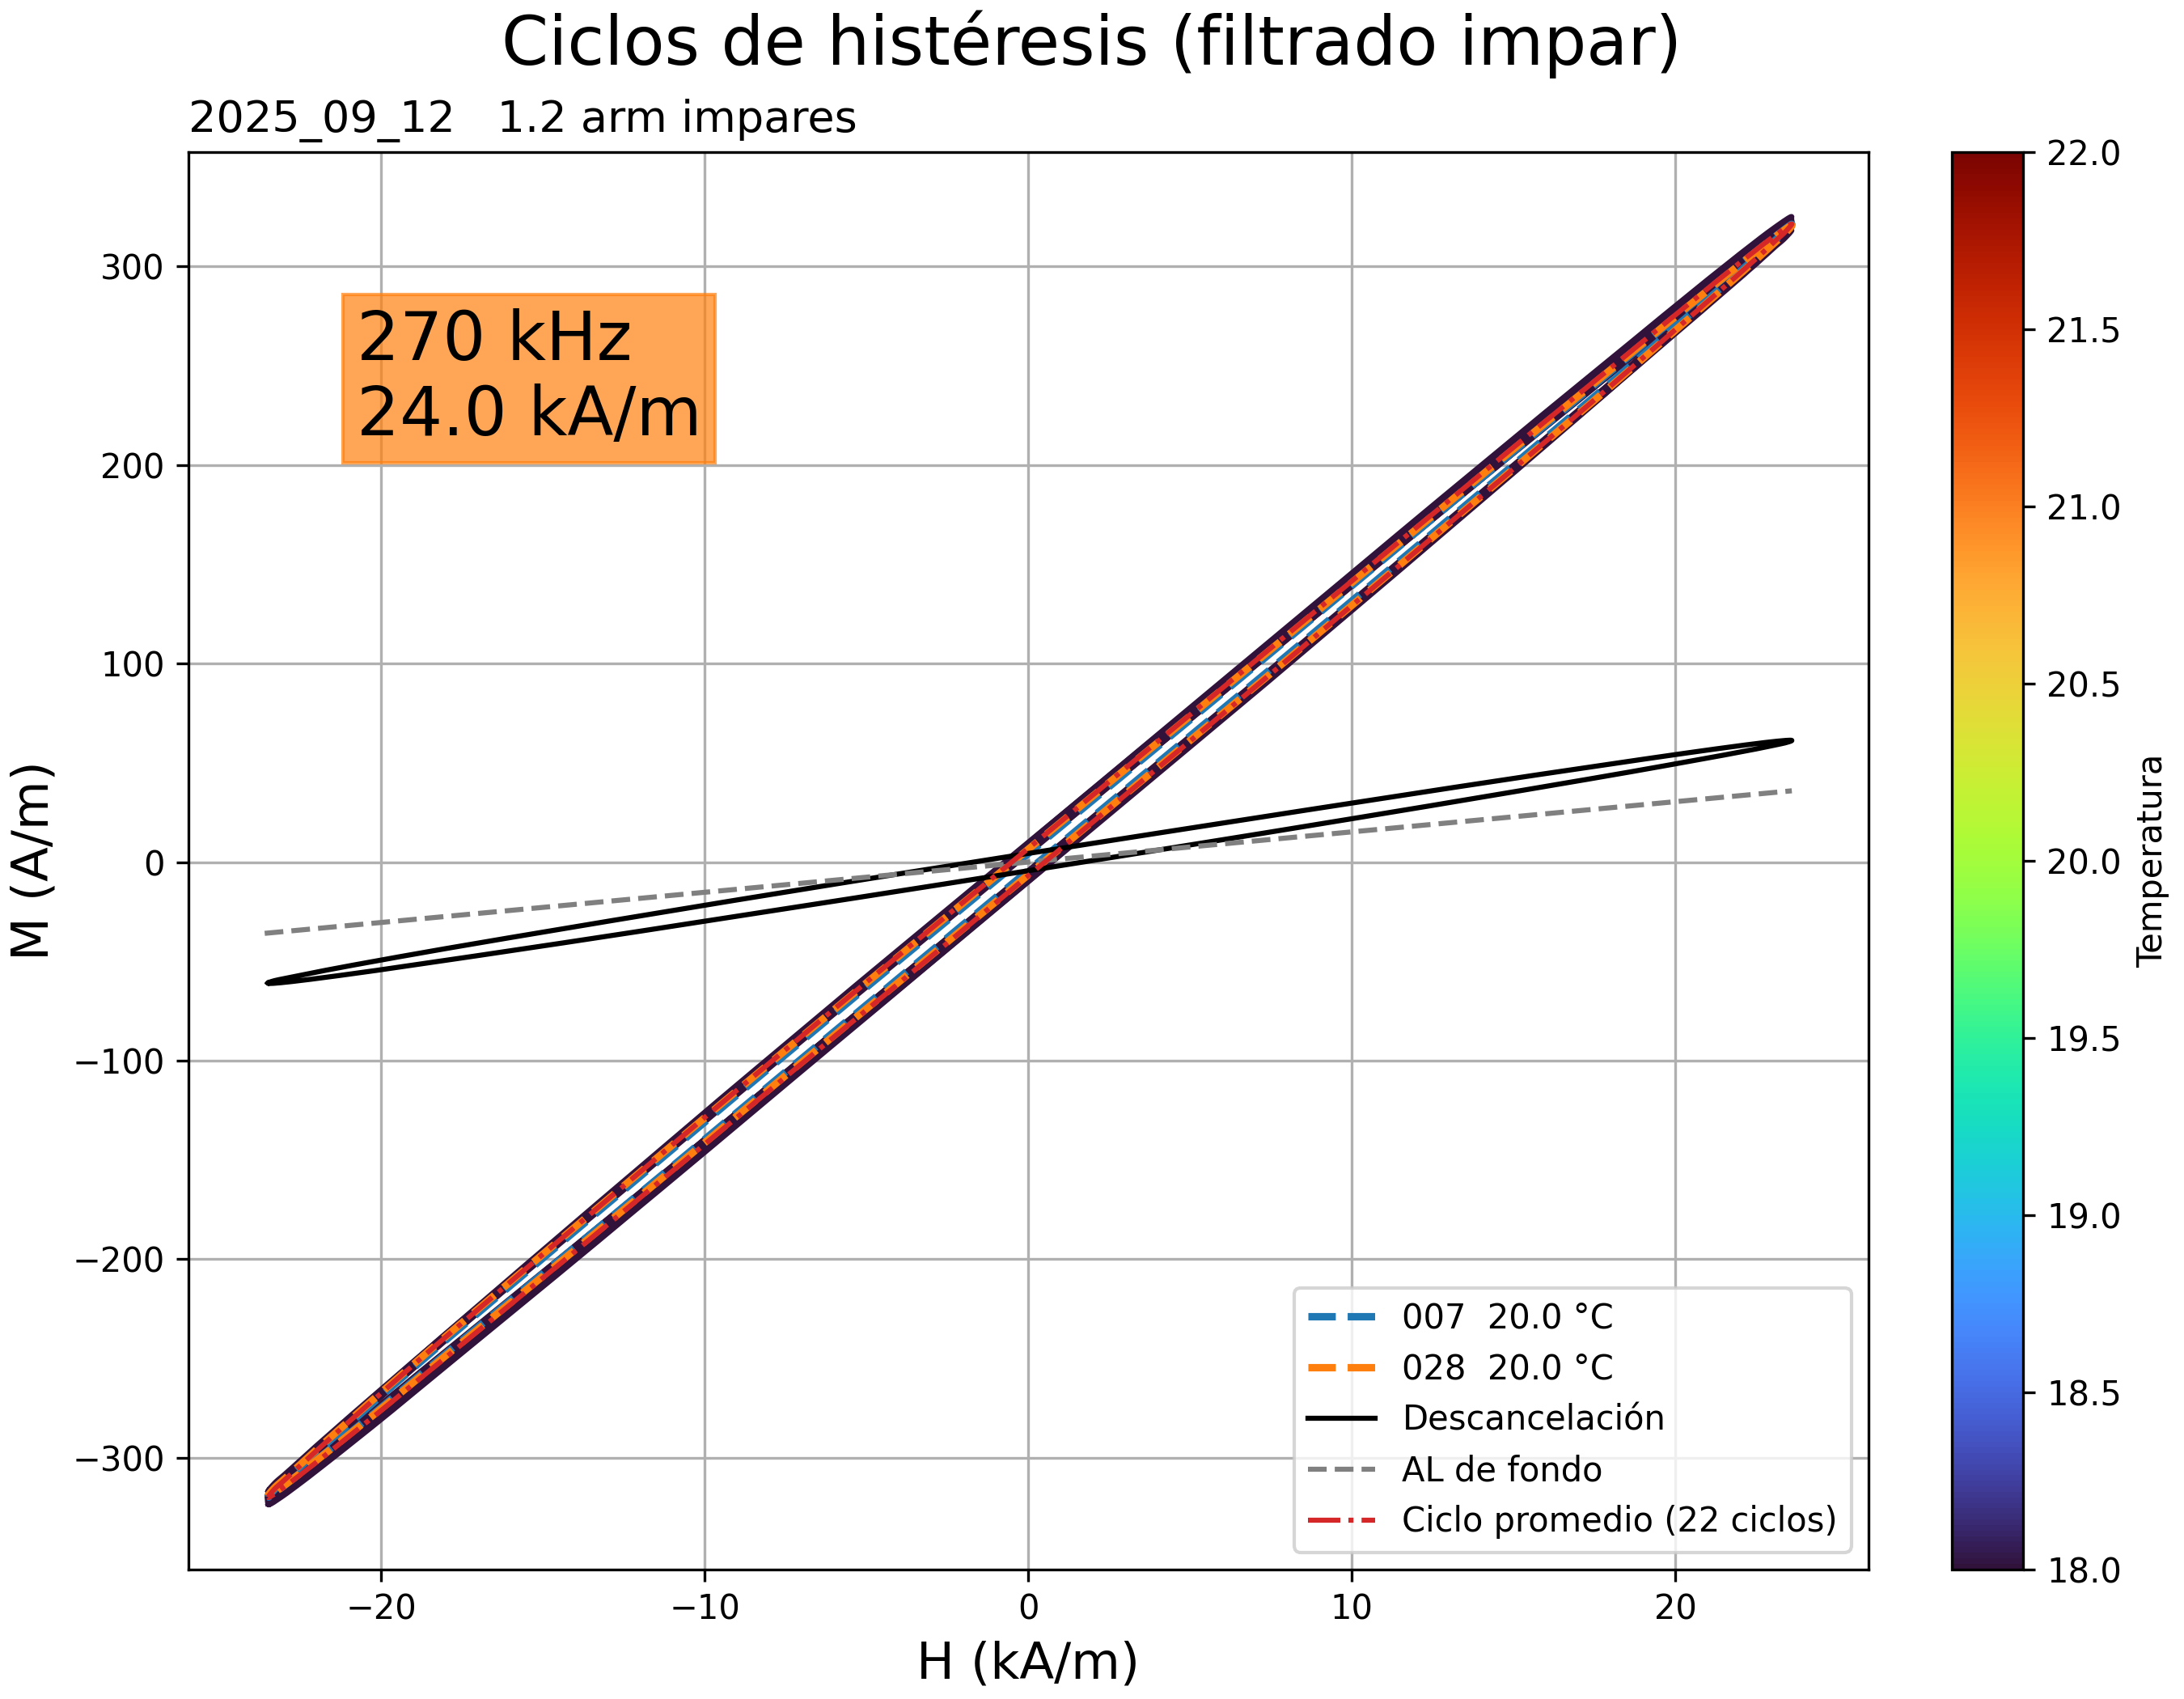 Ciclos de histéresis (filtrado impar)
2025_09_12   1.2 arm impares
270 kHz
24.0 kA/m
300
200
100
0
−100
−200
−300
M (A/m)
−20
−10
0
10
20
H (kA/m)
007  20.0 °C
028  20.0 °C
Descancelación
AL de fondo
Ciclo promedio (22 ciclos)
22.0
21.5
21.0
20.5
20.0
19.5
19.0
18.5
18.0
Temperatura